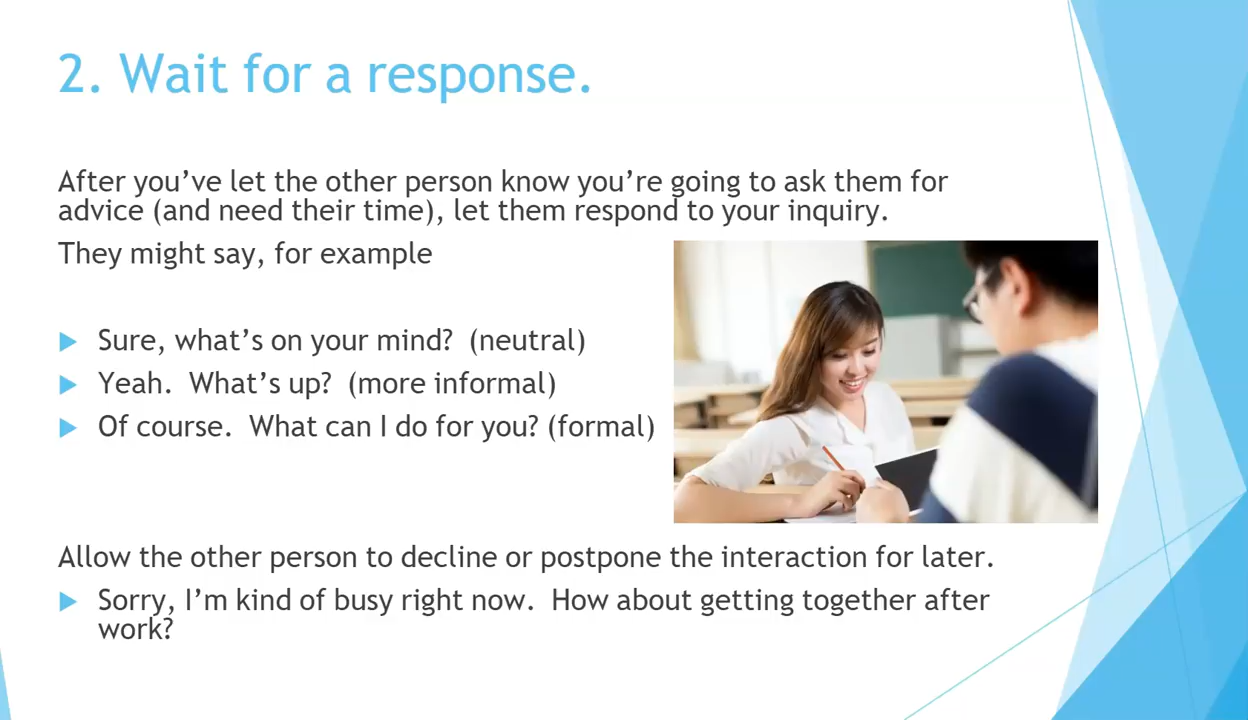 2. Wait for a response.
After you’ve let the other person know you’re going to ask them for
advice (and need their time), let them respond to your inquiry.
They might say, for example
Sure, what’s on your mind?  (neutral)
Yeah.  What’s up?  (more informal)
Of course.  What can I do for you? (formal)
Allow the other person to decline or postpone the interaction for later.
Sorry, I’m kind of busy right now.  How about getting together after
work?